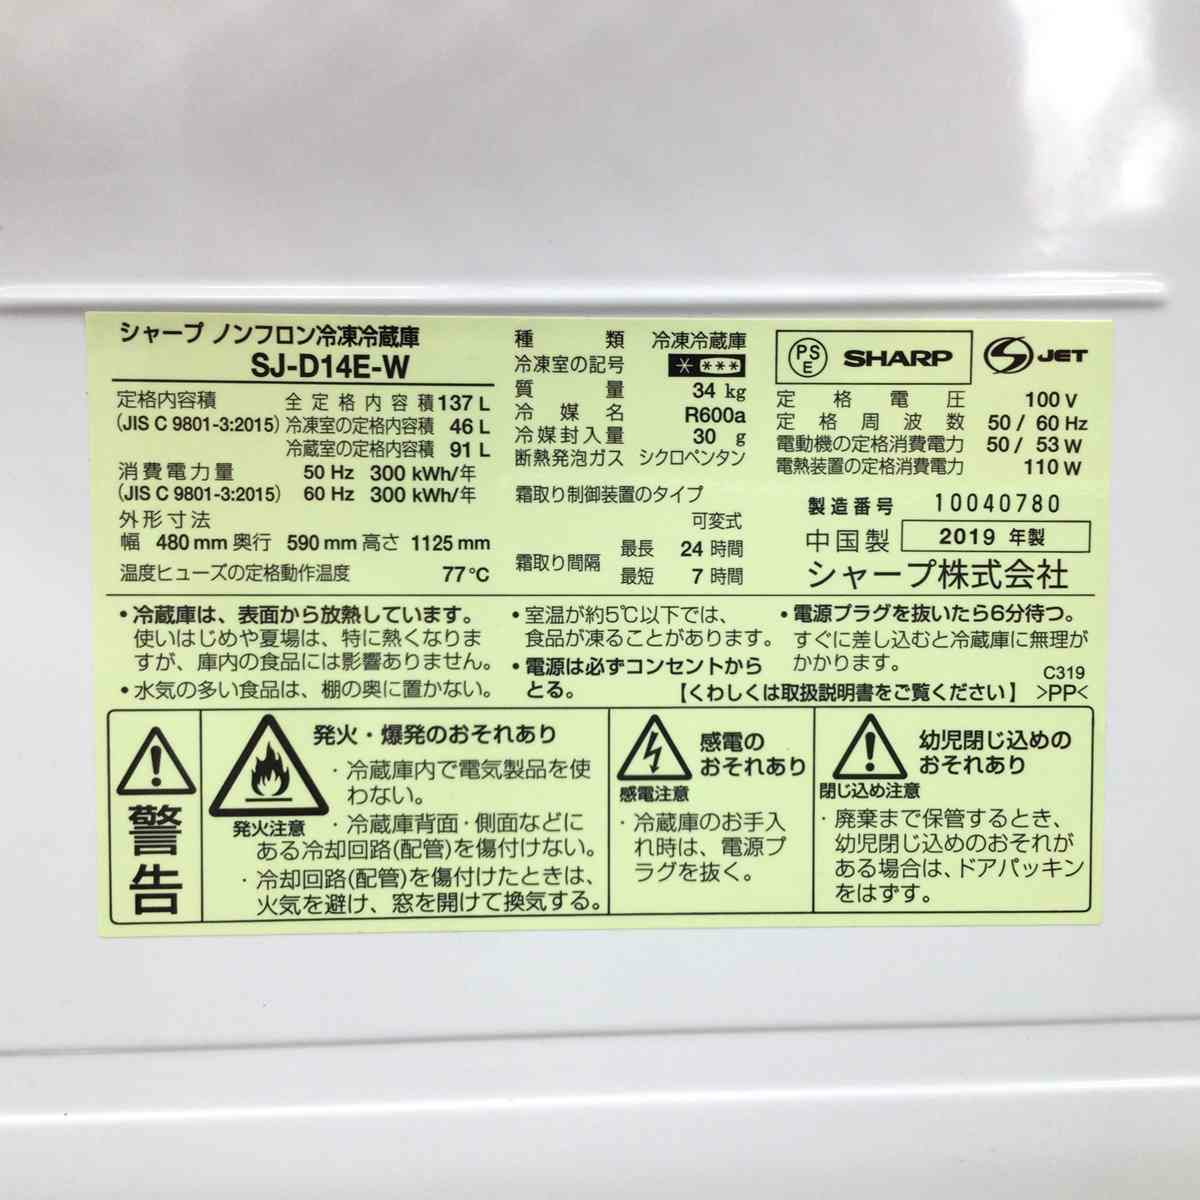 シャープ ノンフロン冷凍冷蔵庫
SJ-D14E-W
定格内容積 全定格内容積 137 L
(JIS C 9801-3:2015) 冷凍室の定格内容積 46 L
冷蔵室の定格内容積 91 L
消費電力量 50 Hz 300 kWh/年
(JIS C 9801-3:2015) 60 Hz 300 kWh/年
外形寸法
幅 480 mm 奥行 590 mm 高さ 1125 mm
温度ヒューズの定格動作温度 77℃
種類 冷凍冷蔵庫
冷凍室の記号 * ***
質量 34 kg
冷媒名 R600a
冷媒封入量 30 g
断熱発泡ガス シクロペンタン
霜取り制御装置のタイプ
可変式
霜取り間隔 最長 24 時間
最短 7 時間
PSE SHARP S JET
定格電圧 100 V
定格周波数 50 / 60 Hz
電動機の定格消費電力 50 / 53 W
電熱装置の定格消費電力 110 W
製造番号 10040780
中国製 2019 年製
シャープ株式会社
・冷蔵庫は、表面から放熱しています。
使いはじめや夏場は、特に熱くなりま
すが、庫内の食品には影響ありません。
・水気の多い食品は、棚の奥に置かない。
・室温が約5℃以下では、
食品が凍ることがあります。
・電源は必ずコンセントから
とる。
・電源プラグを抜いたら6分待つ。
すぐに差し込むと冷蔵庫に無理が
かかります。
【くわしくは取扱説明書をご覧ください】
C319
>PP<
警告
発火・爆発のおそれあり
発火注意
・冷蔵庫内で電気製品を使
わない。
・冷蔵庫背面・側面などに
ある冷却回路(配管)を傷付けない。
・冷却回路(配管)を傷付けたときは、
火気を避け、窓を開けて換気する。
感電の
おそれあり
感電注意
・冷蔵庫のお手入
れ時は、電源プ
ラグを抜く。
幼児閉じ込めの
おそれあり
閉じ込め注意
・廃棄まで保管するとき、
幼児閉じ込めのおそれが
ある場合は、ドアパッキン
をはずす。